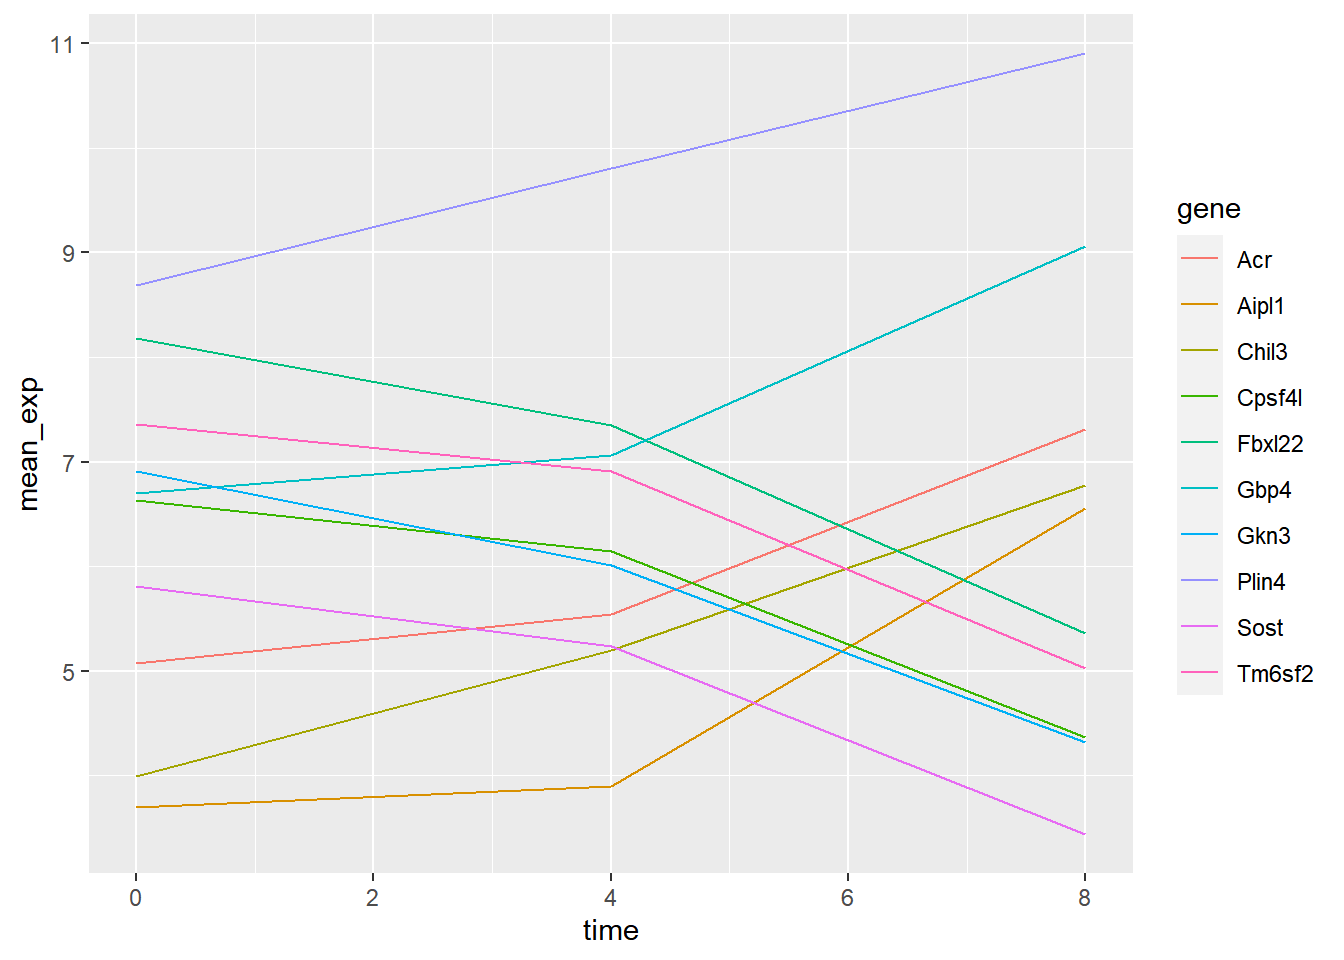 11
9
7
5
mean_exp
0 2 4 6 8
time
gene
Acr
Aipl1
Chil3
Cpsf4l
Fbxl22
Gbp4
Gkn3
Plin4
Sost
Tm6sf2